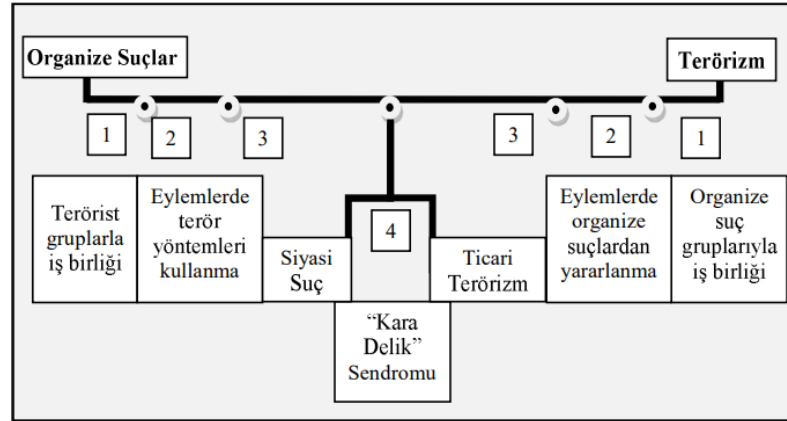 Organize Suçlar
Terörizm
1
2
3
3
2
1
Terörist
gruplarla
iş birliği
Eylemlerde
terör
yöntemleri
kullanma
Siyasi
Suç
4
Ticari
Terörizm
Eylemlerde
organize
suçlardan
yararlanma
Organize
suç
gruplarıyla
iş birliği
“Kara
Delik”
Sendromu